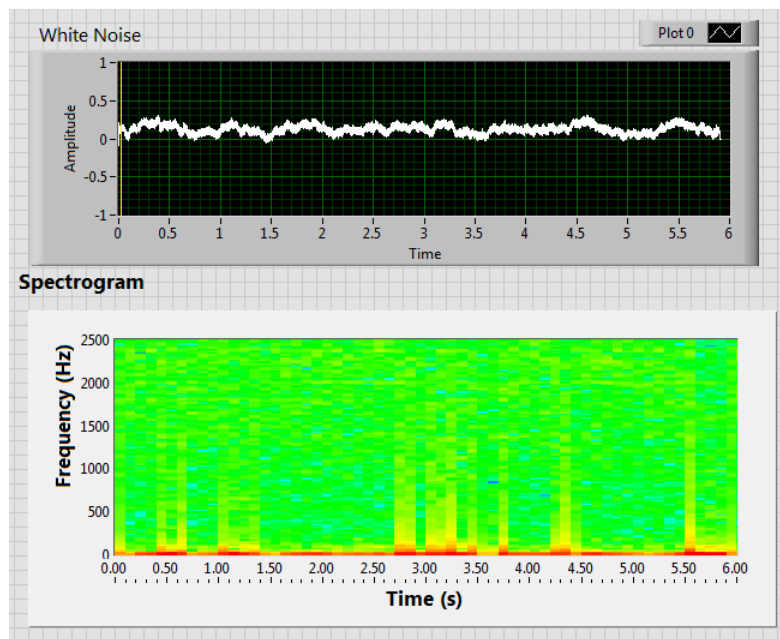 White Noise
Plot 0
Amplitude
1
0.5
0
-0.5
-1
0 0.5 1 1.5 2 2.5 3 3.5 4 4.5 5 5.5 6
Time
Spectrogram
Frequency (Hz)
2500
2000
1500
1000
500
0
0.00 0.50 1.00 1.50 2.00 2.50 3.00 3.50 4.00 4.50 5.00 5.50 6.00
Time (s)